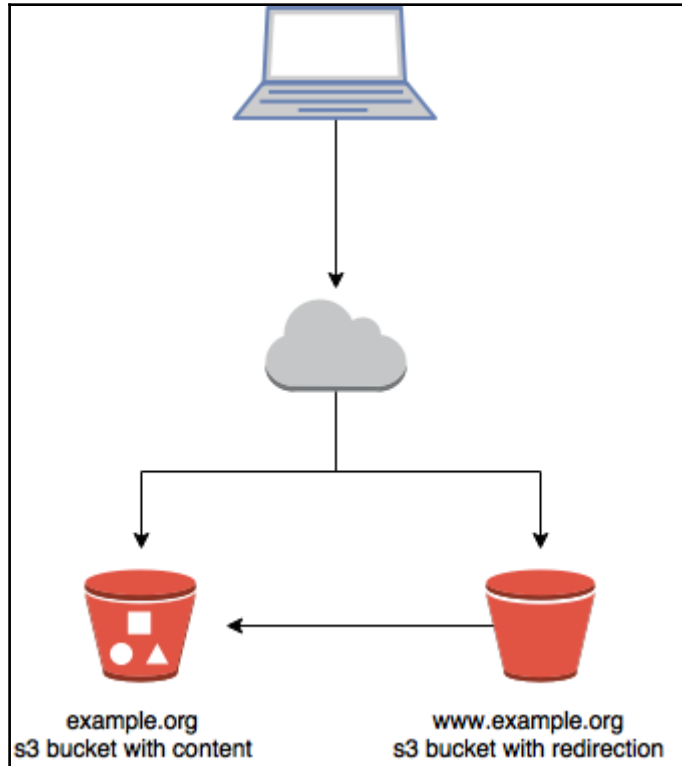 example.org
s3 bucket with content
www.example.org
s3 bucket with redirection